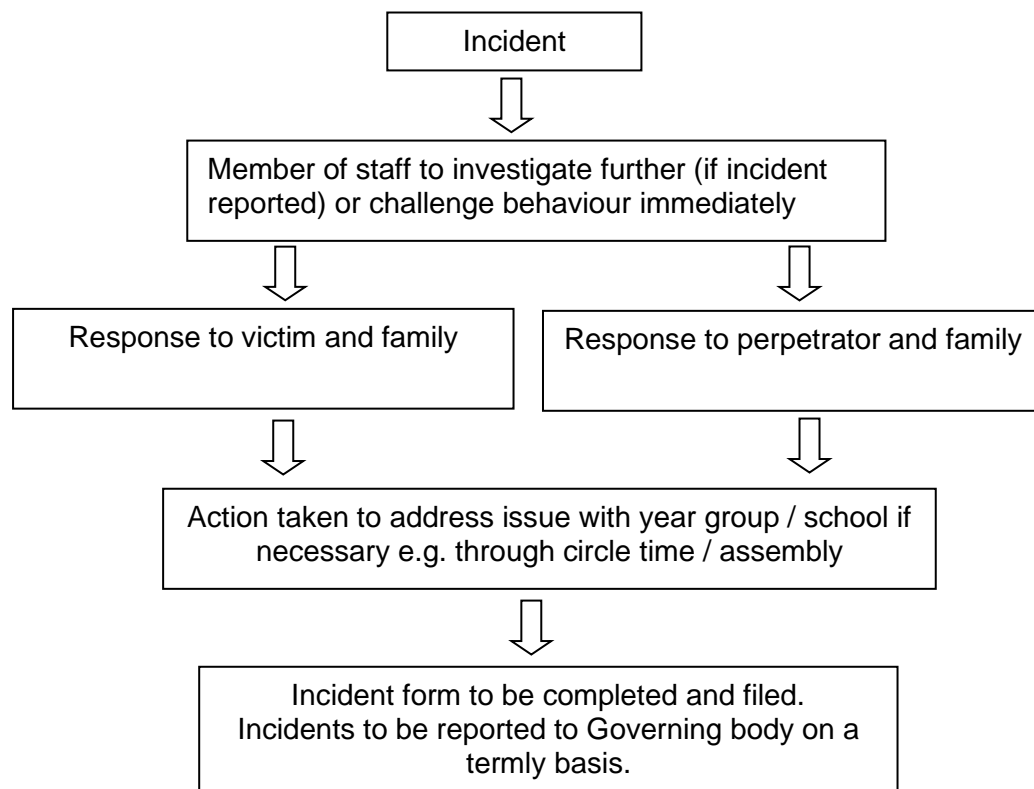 Incident
Member of staff to investigate further (if incident
reported) or challenge behaviour immediately
Response to victim and family
Response to perpetrator and family
Action taken to address issue with year group / school if
necessary e.g. through circle time / assembly
Incident form to be completed and filed.
Incidents to be reported to Governing body on a
termly basis.